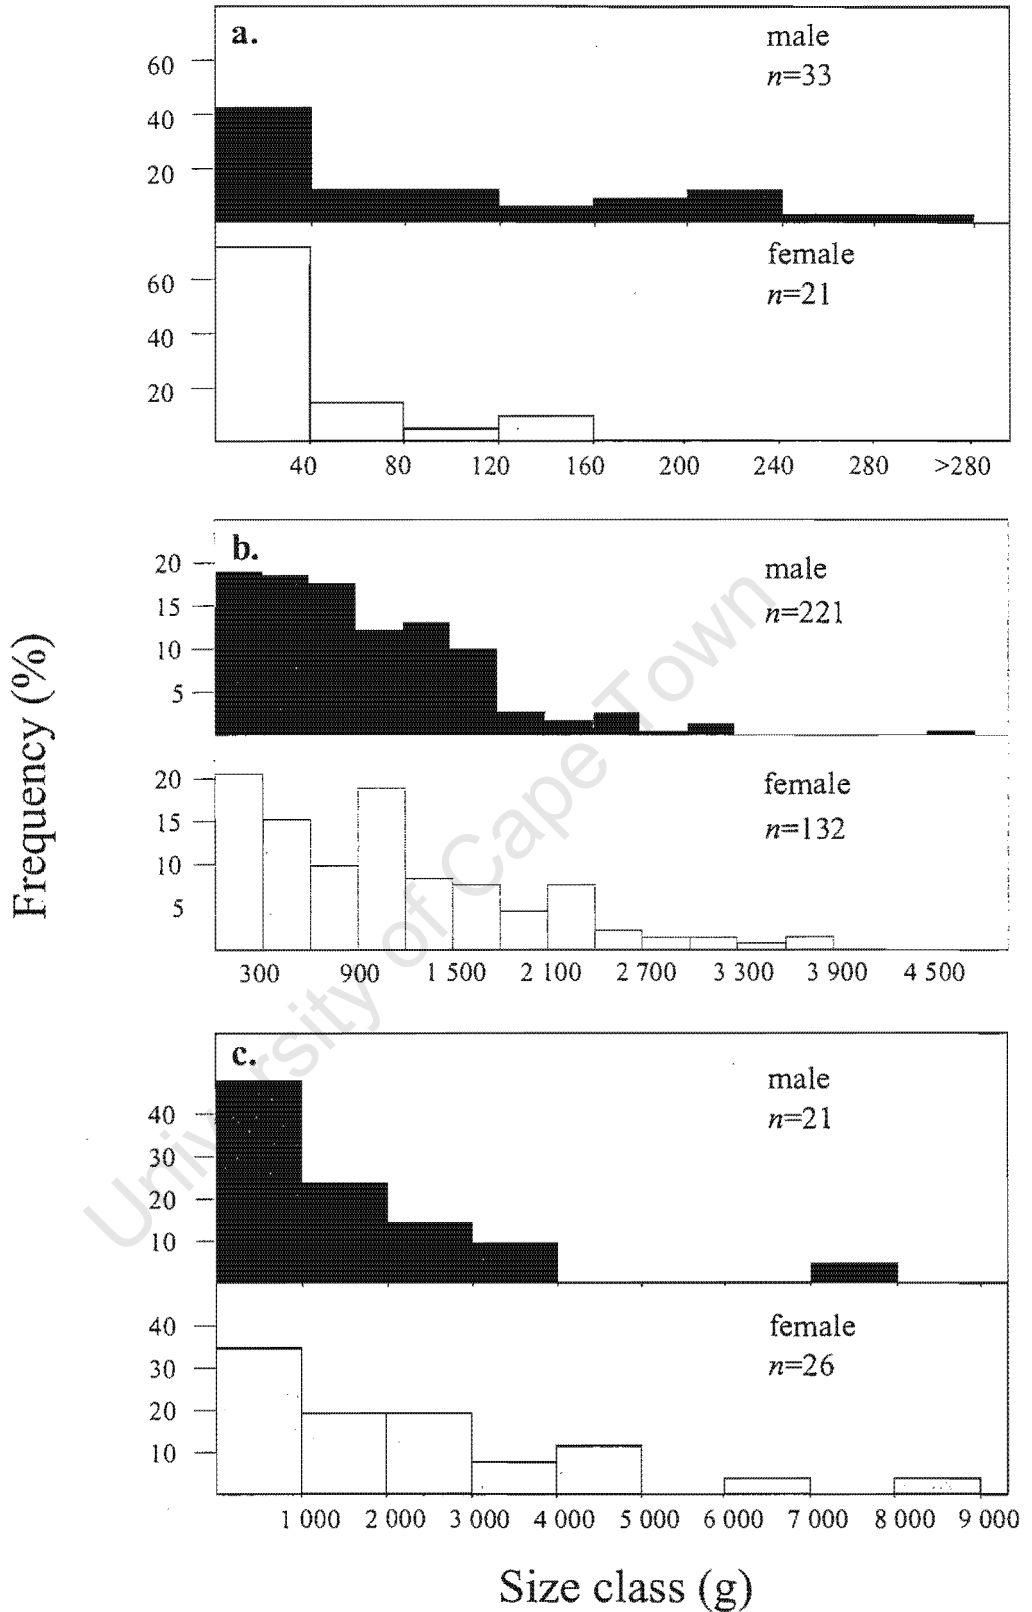 a.
male
n=33
60
40
20
female
n=21
60
40
20
40 80 120 160 200 240 280 >280
b.
male
n=221
20
15
10
5
female
n=132
20
15
10
5
300 900 1 500 2 100 2 700 3 300 3 900 4 500
c.
male
n=21
40
30
20
10
female
n=26
40
30
20
10
1 000 2 000 3 000 4 000 5 000 6 000 7 000 8 000 9 000
Frequency (%)
Size class (g)
University of Cape Town